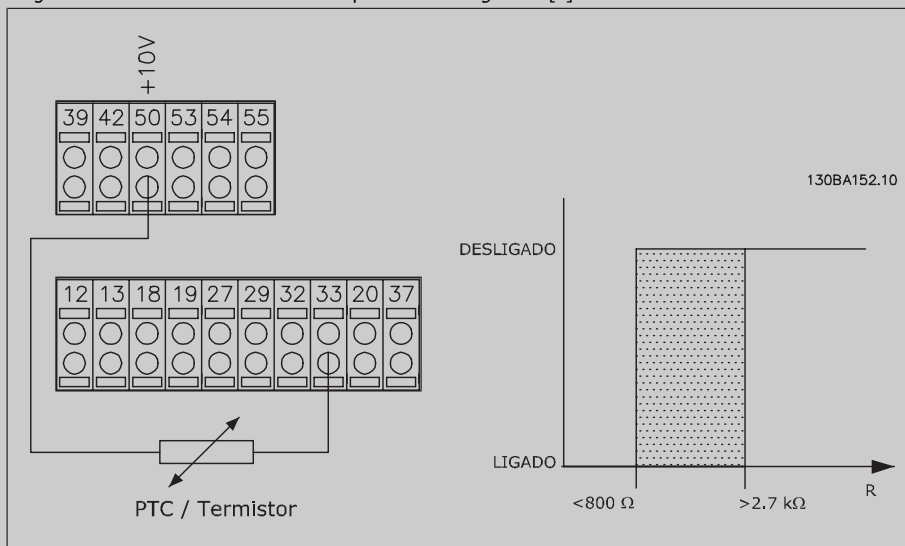 +10V
39 42 50 53 54 55
130BA152.10
DESLIGADO
12 13 18 19 27 29 32 33 20 37
LIGADO
R
<800 Ω
>2.7 kΩ
PTC / Termistor